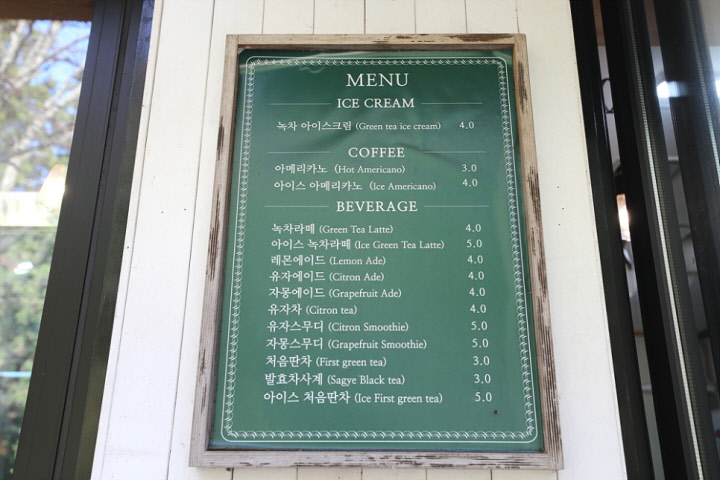 MENU
ICE CREAM
녹차 아이스크림 (Green tea ice cream) 4.0
COFFEE
아메리카노 (Hot Americano) 3.0
아이스 아메리카노 (Ice Americano) 4.0
BEVERAGE
녹차라떼 (Green Tea Latte) 4.0
아이스 녹차라떼 (Ice Green Tea Latte) 5.0
레몬에이드 (Lemon Ade) 4.0
유자에이드 (Citron Ade) 4.0
자몽에이드 (Grapefruit Ade) 4.0
유자차 (Citron tea) 4.0
유자스무디 (Citron Smoothie) 5.0
자몽스무디 (Grapefruit Smoothie) 5.0
처음딴차 (First green tea) 3.0
발효차사계 (Sagye Black tea) 3.0
아이스 처음딴차 (Ice First green tea) 5.0